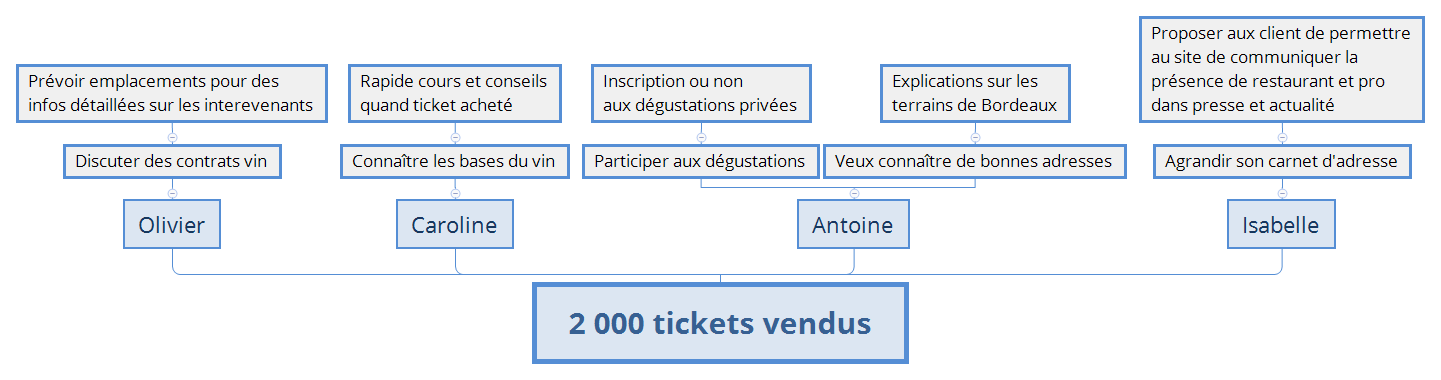 Proposer aux client de permettre
au site de communiquer la
présence de restaurant et pro
dans presse et actualité
Prévoir emplacements pour des
infos détaillées sur les interevenants
Rapide cours et conseils
quand ticket acheté
Inscription ou non
aux dégustations privées
Explications sur les
terrains de Bordeaux
Discuter des contrats vin
Connaître les bases du vin
Participer aux dégustations
Veux connaître de bonnes adresses
Agrandir son carnet d'adresse
Olivier
Caroline
Antoine
Isabelle
2 000 tickets vendus